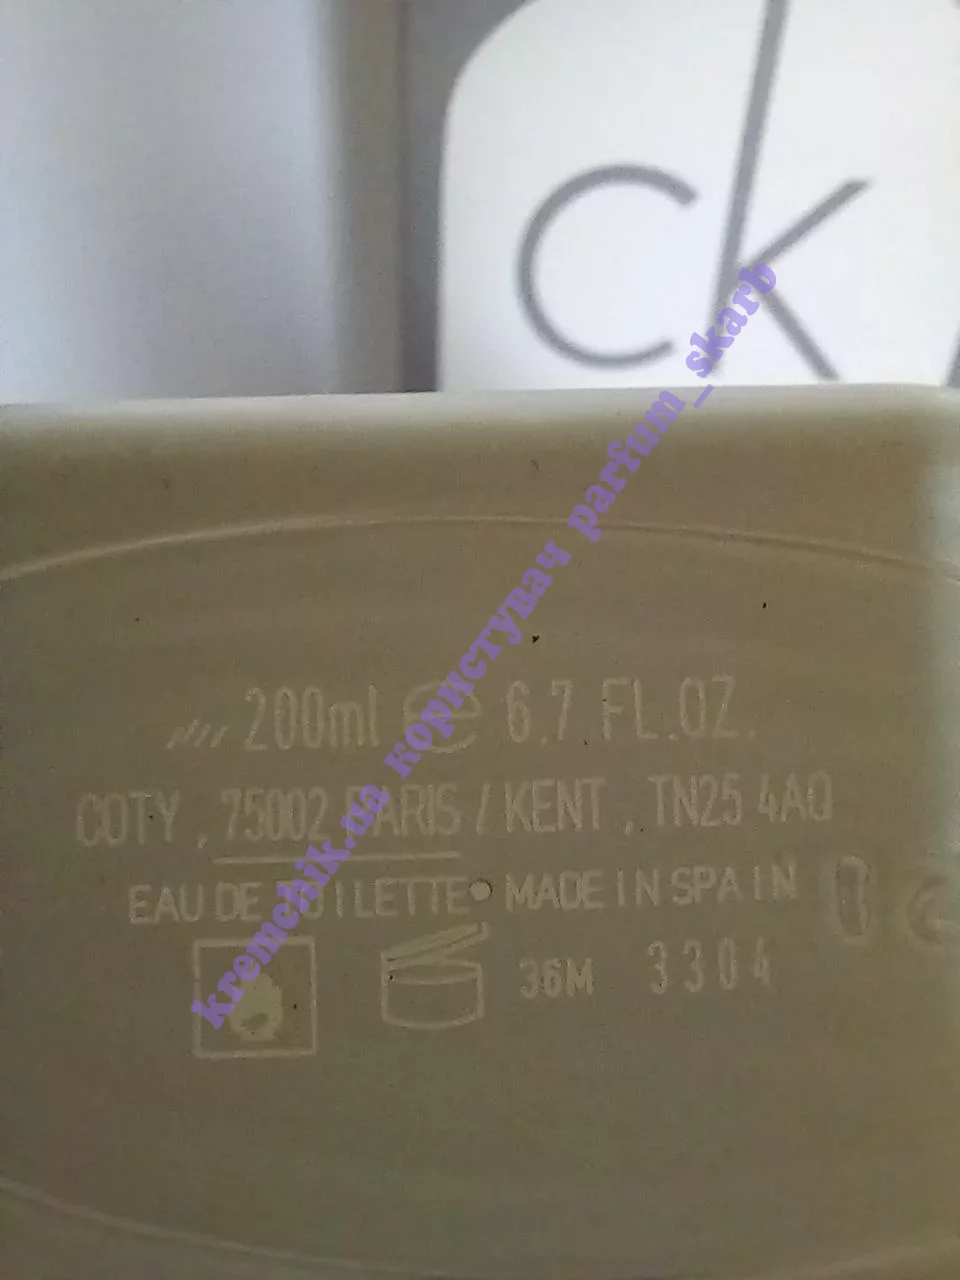 ck
200ml e 6.7 FL.OZ.
COTY , 75002 PARIS / KENT , TN25 4AQ
EAU DE TOILETTE • MADE IN SPAIN
36M 3304
kremchik.ua користувач parfum_skarb